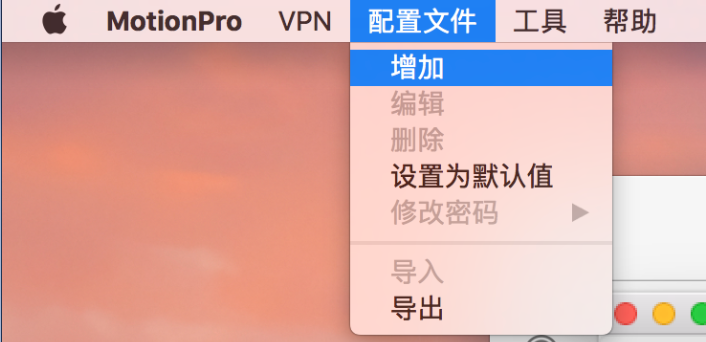 MotionPro VPN 配置文件 工具 帮助
增加
编辑
删除
设置为默认值
修改密码
导入
导出